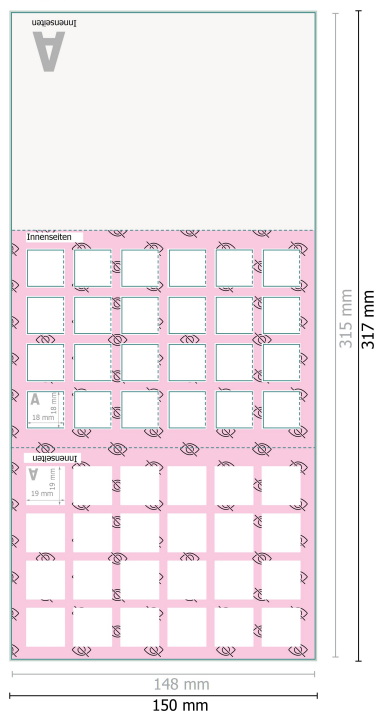 Innenseiten
A
Innenseiten
A
18 mm
18 mm
Innenseiten
A
19 mm
19 mm
315 mm
317 mm
148 mm
150 mm